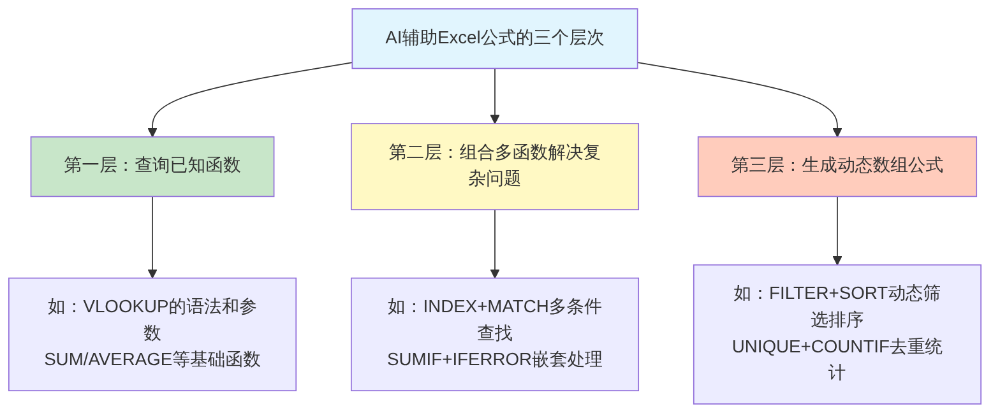 AI辅助Excel公式的三个层次
第一层：查询已知函数
第二层：组合多函数解决复
杂问题
第三层：生成动态数组公式
如：VLOOKUP的语法和参
数
SUM/AVERAGE等基础函数
如：INDEX+MATCH多条件
查找
SUMIF+IFERROR嵌套处理
如：FILTER+SORT动态筛
选排序
UNIQUE+COUNTIF去重统
计